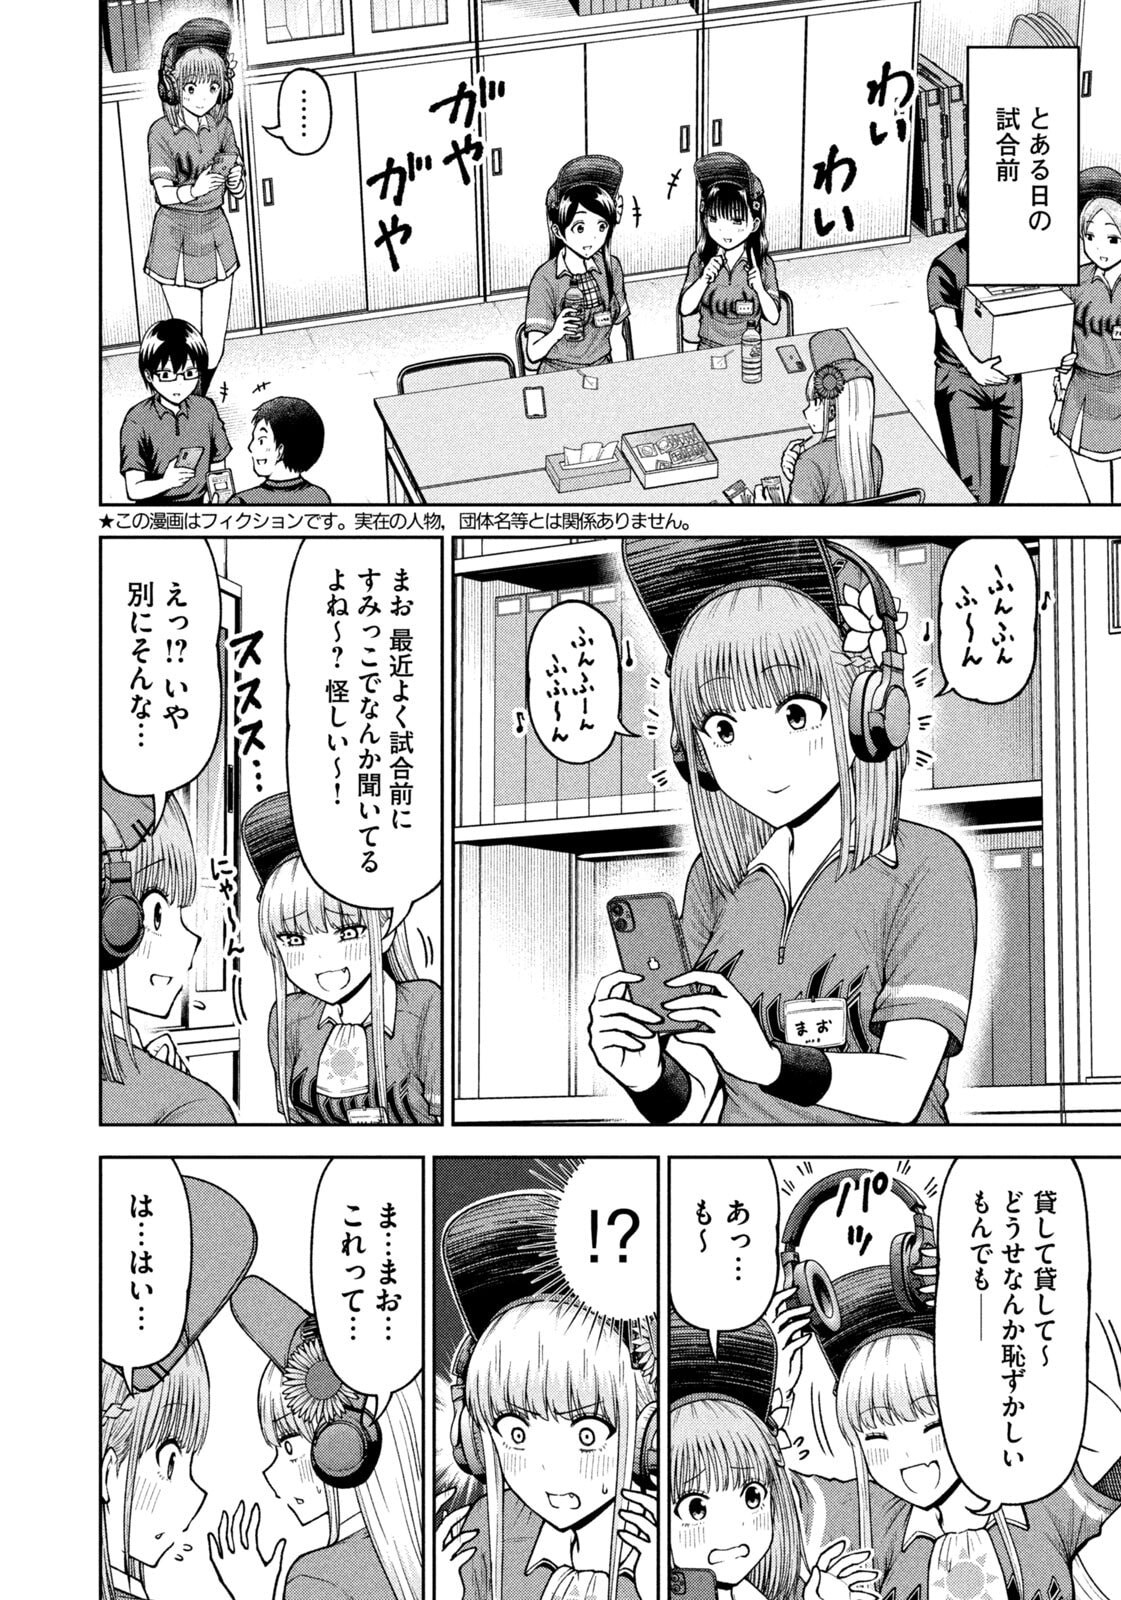 とある日の
試合前
わい
わい
ガヤ
ガヤ
……
★この漫画はフィクションです。実在の人物，団体名等とは関係ありません。
♪ふんふん
ふ〜ん
ふんふーん
ふふ〜ん♪
まお
まお 最近よく試合前に
すみっこでなんか聞いてる
よね〜？ 怪しい〜！
ススス…
にゃ〜ん
えっ!? いや
別にそんな…
貸して貸して〜
どうせなんか恥ずかしい
もんでも――
パッ
あっ…
も〜
!?
ま…まお
これって…
は…はい…